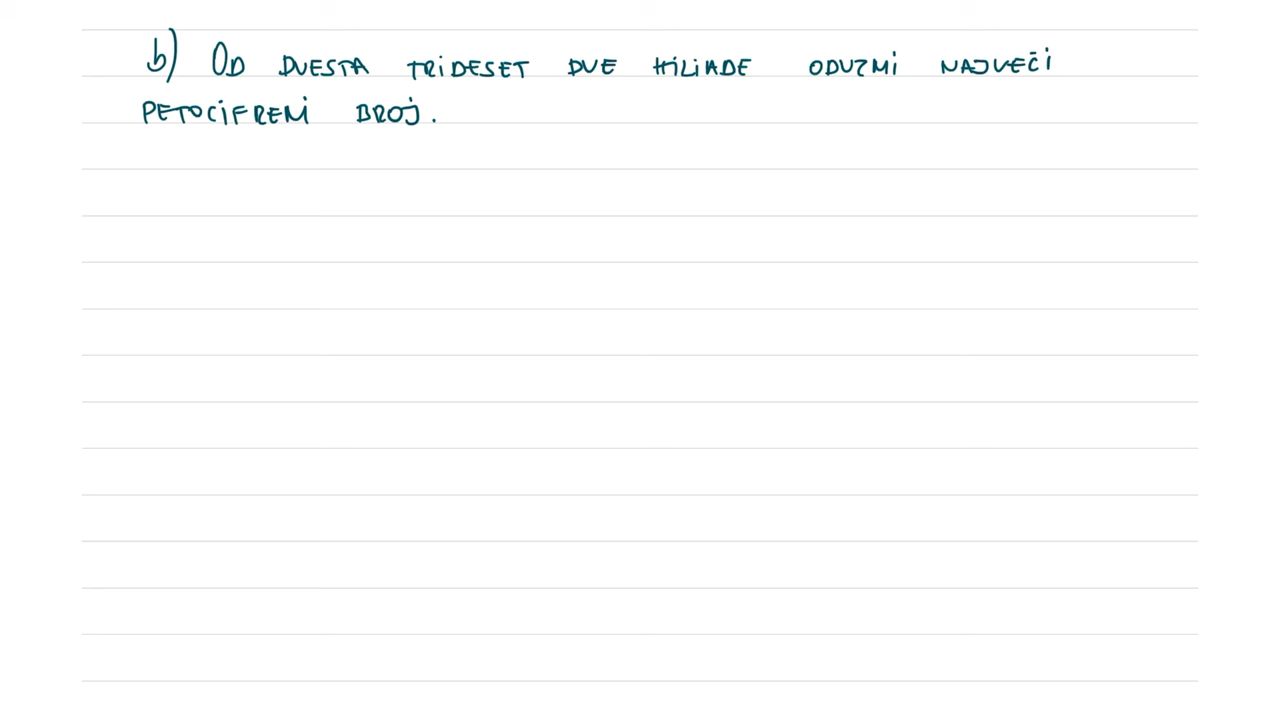 b) OD DVESTA TRIDESET DVE HILJADE ODUZMI NAJVEĆI
PETOCIFRENI BROJ.